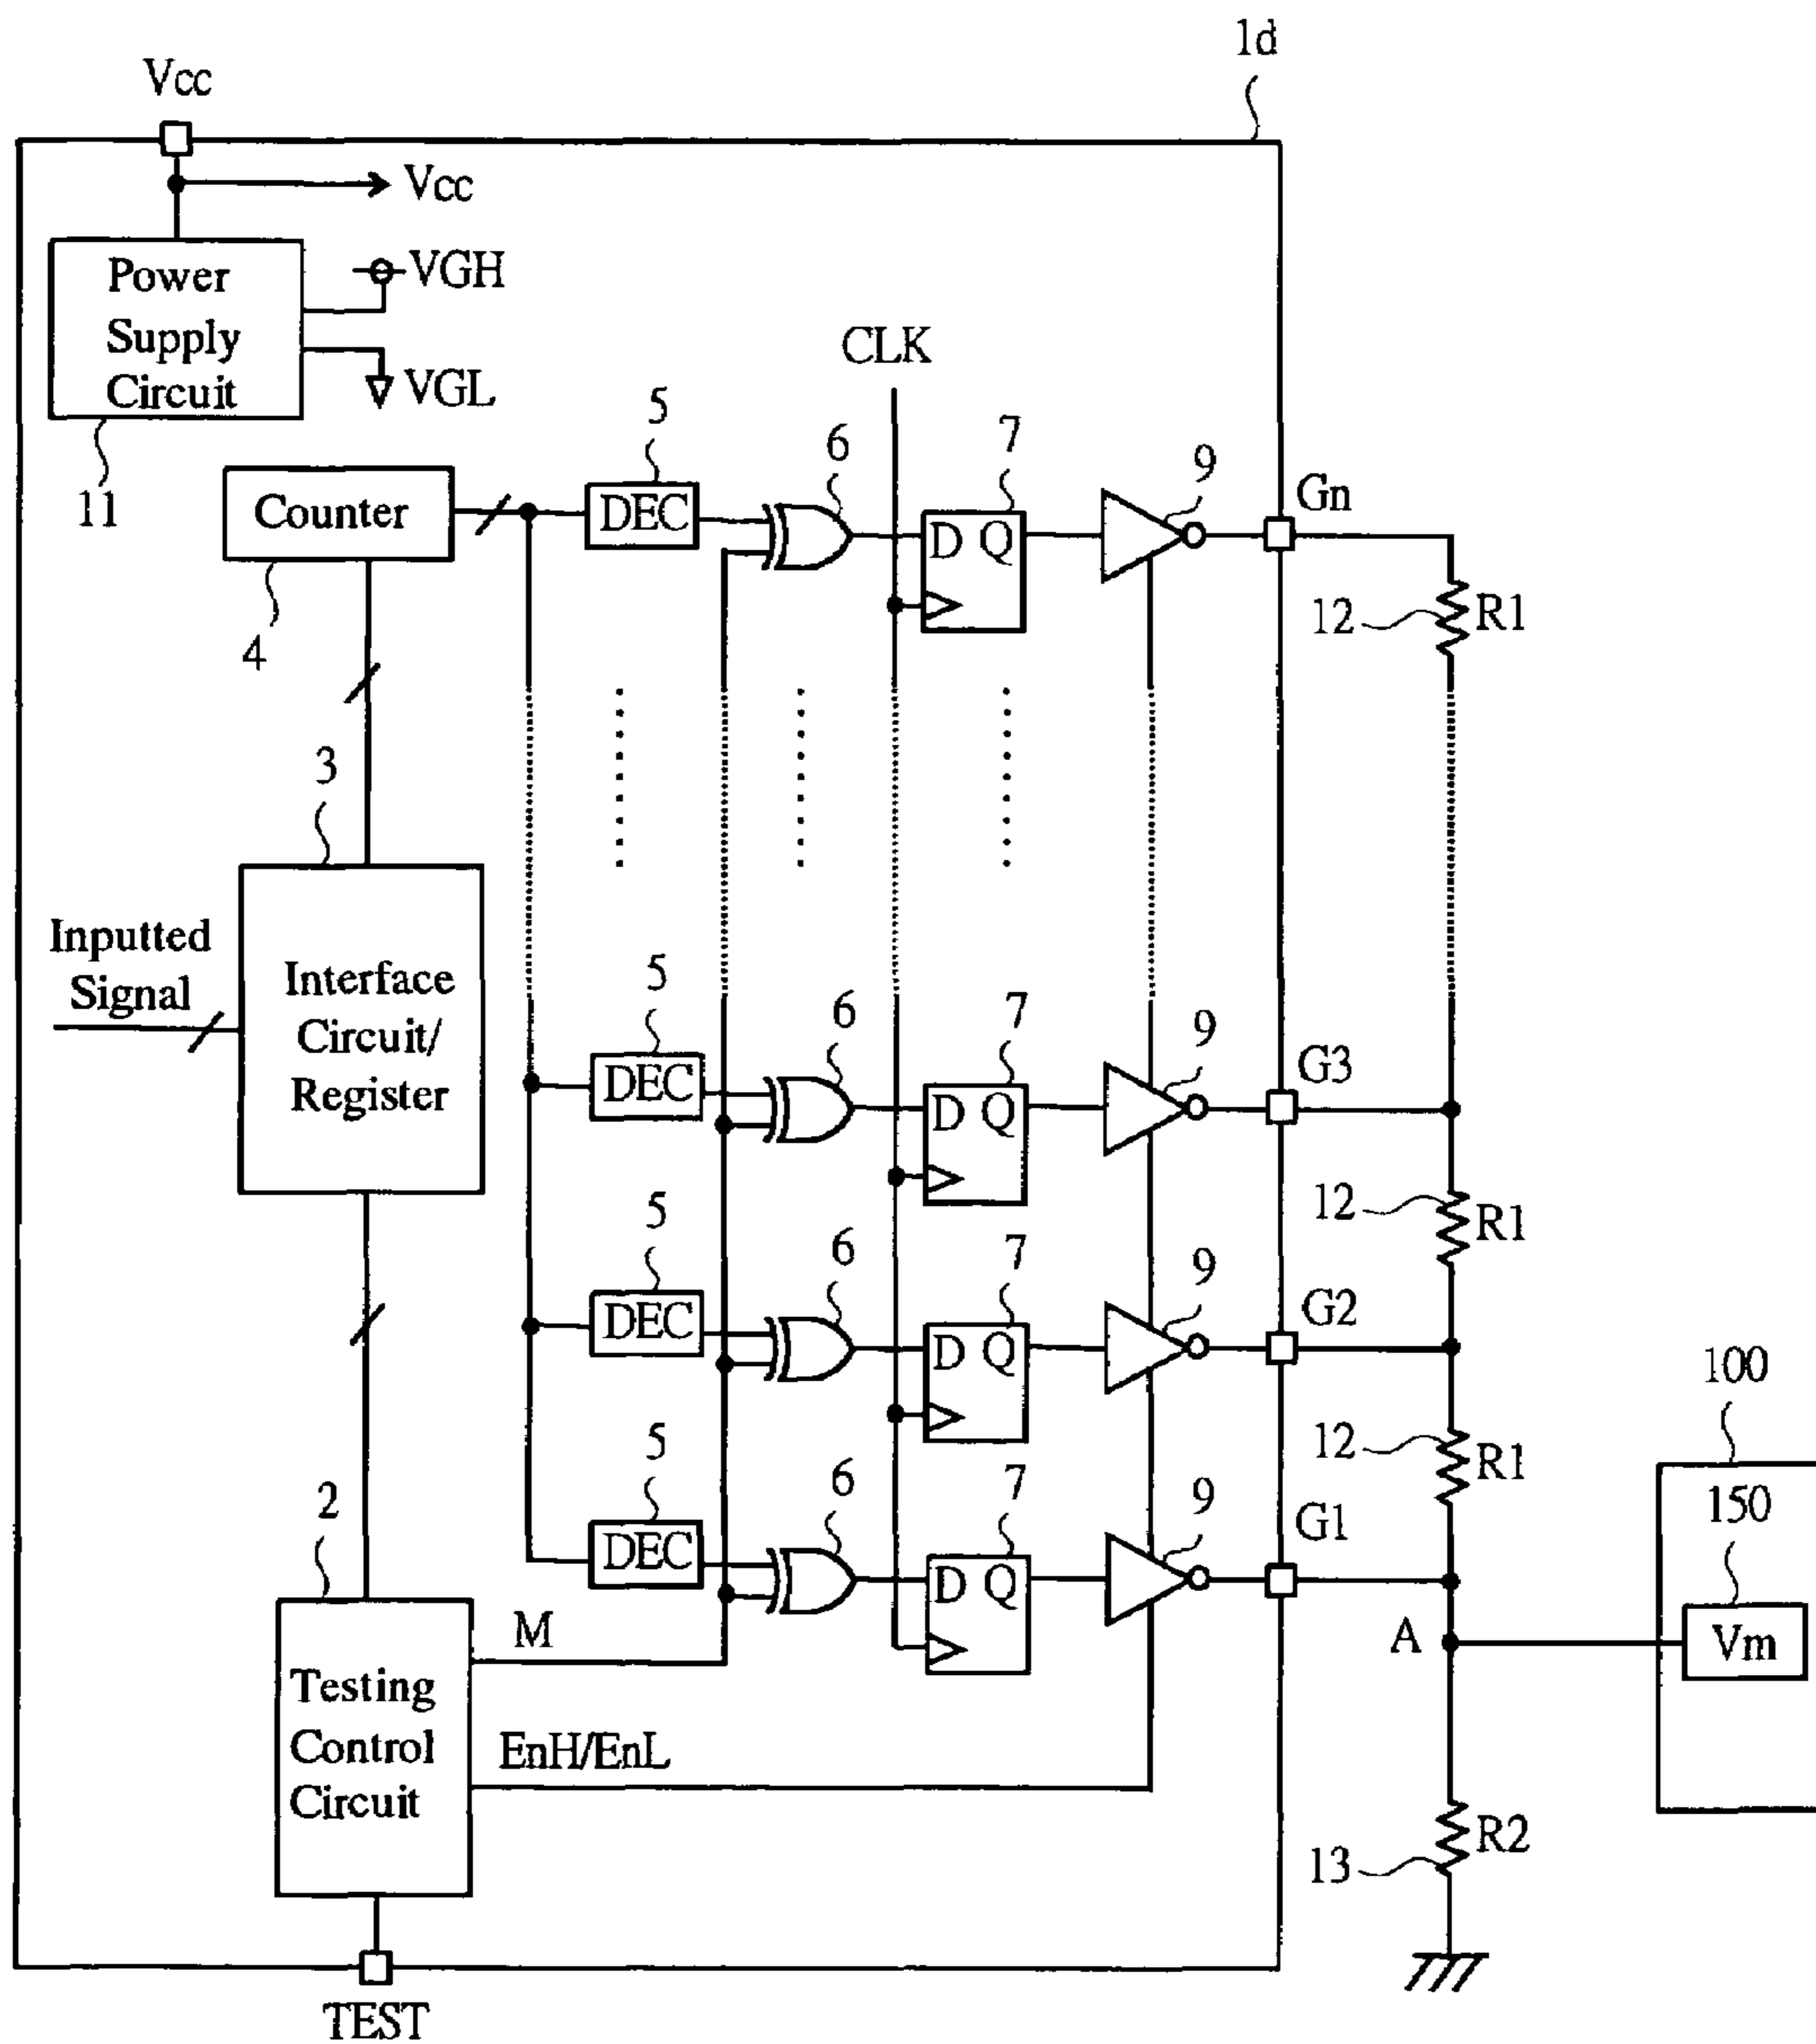 1d
Vcc
Vcc
Power
Supply
Circuit
VGH
VGL
11
CLK
Counter
4
5
DEC
6
7
D Q
9
Gn
12
R1
3
Inputted
Signal
Interface
Circuit/
Register
5
DEC
6
7
D Q
9
G3
12
R1
5
DEC
6
7
D Q
9
G2
12
R1
5
DEC
6
7
D Q
9
G1
A
100
150
Vm
2
Testing
Control
Circuit
M
EnH/EnL
13
R2
TEST